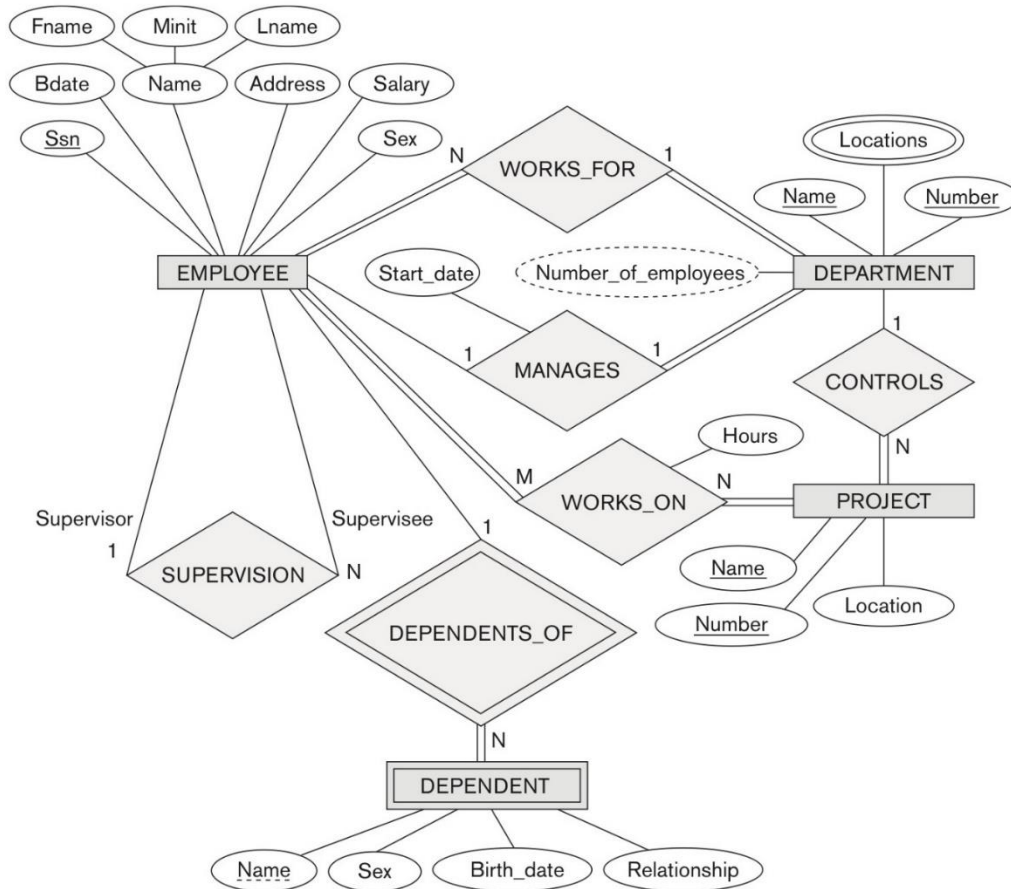 Fname
Minit
Lname
Bdate
Name
Address
Salary
Ssn
Sex
N
WORKS_FOR
1
Locations
Name
Number
EMPLOYEE
Start_date
Number_of_employees
DEPARTMENT
1
MANAGES
1
1
CONTROLS
N
Hours
M
WORKS_ON
N
PROJECT
Supervisor
Supervisee
1
SUPERVISION
N
1
Name
Number
Location
DEPENDENTS_OF
N
DEPENDENT
Name
Sex
Birth_date
Relationship